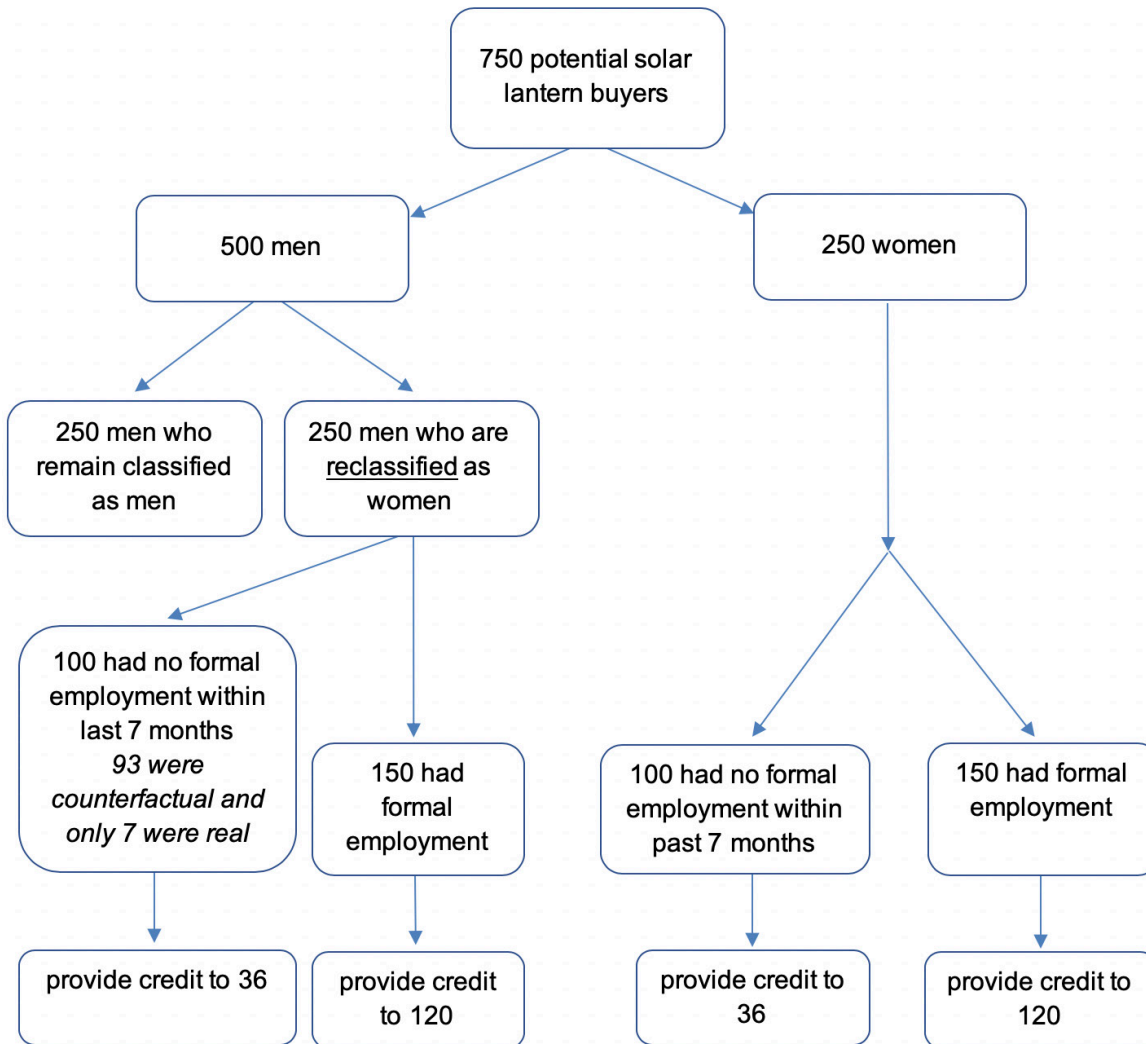 750 potential solar
lantern buyers
500 men
250 women
250 men who
remain classified
as men
250 men who are
reclassified as
women
100 had no formal
employment within
last 7 months
93 were
counterfactual and
only 7 were real
150 had
formal
employment
100 had no formal
employment within
past 7 months
150 had formal
employment
provide credit to 36
provide credit
to 120
provide credit to
36
provide credit to
120